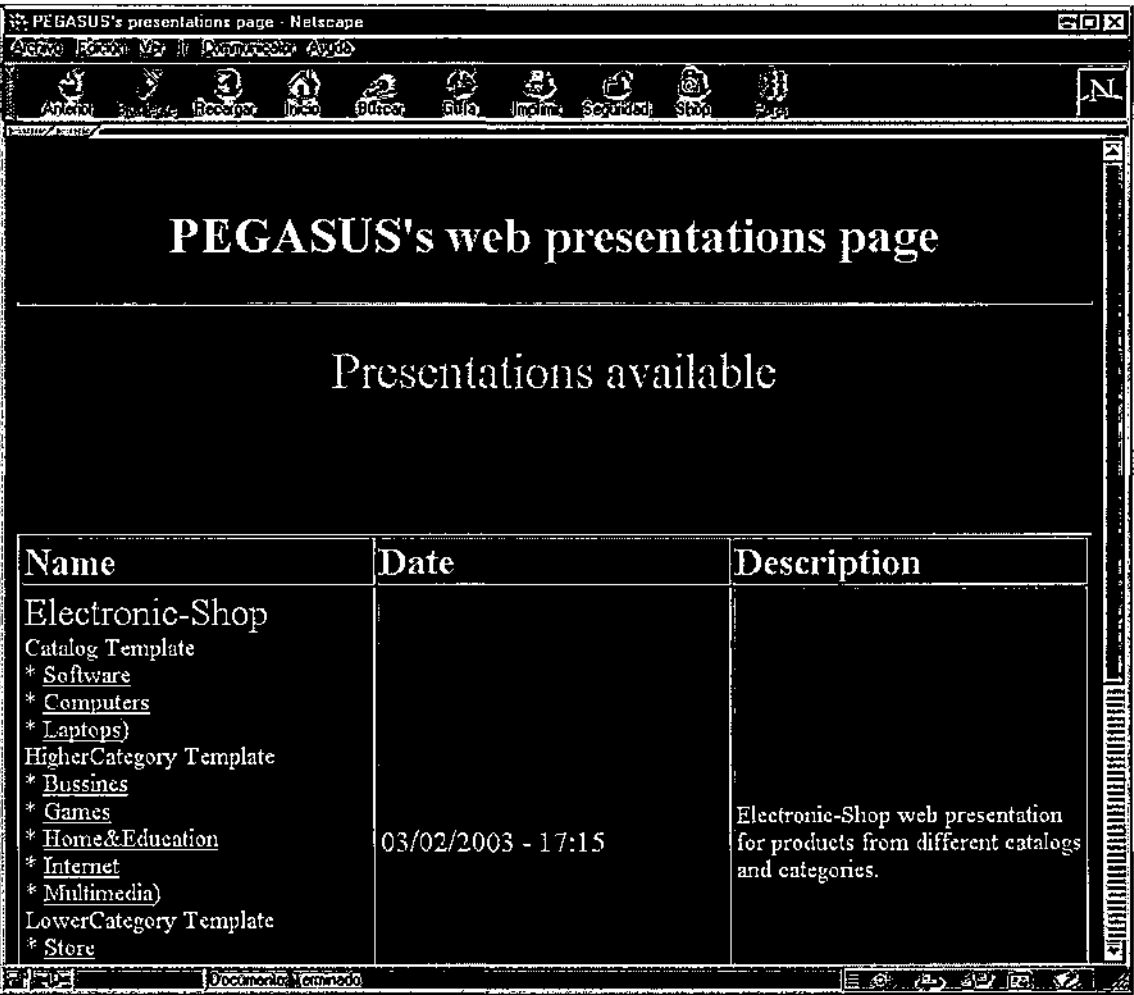 PEGASUS's presentations page - Netscape
Archivo Edición Ver Ir Communicator Ayuda
Anterior Recargar Inicio Buscar Guía Imprimir Seguridad Shop
PEGASUS's web presentations page
Presentations available
Name Date Description
Electronic-Shop
Catalog Template
* Software
* Computers
* Laptops)
HigherCategory Template
* Bussines
* Games
* Home&Education
* Internet
* Multimedia)
LowerCategory Template
* Store
03/02/2003 - 17:15
Electronic-Shop web presentation
for products from different catalogs
and categories.
Documento: Terminado